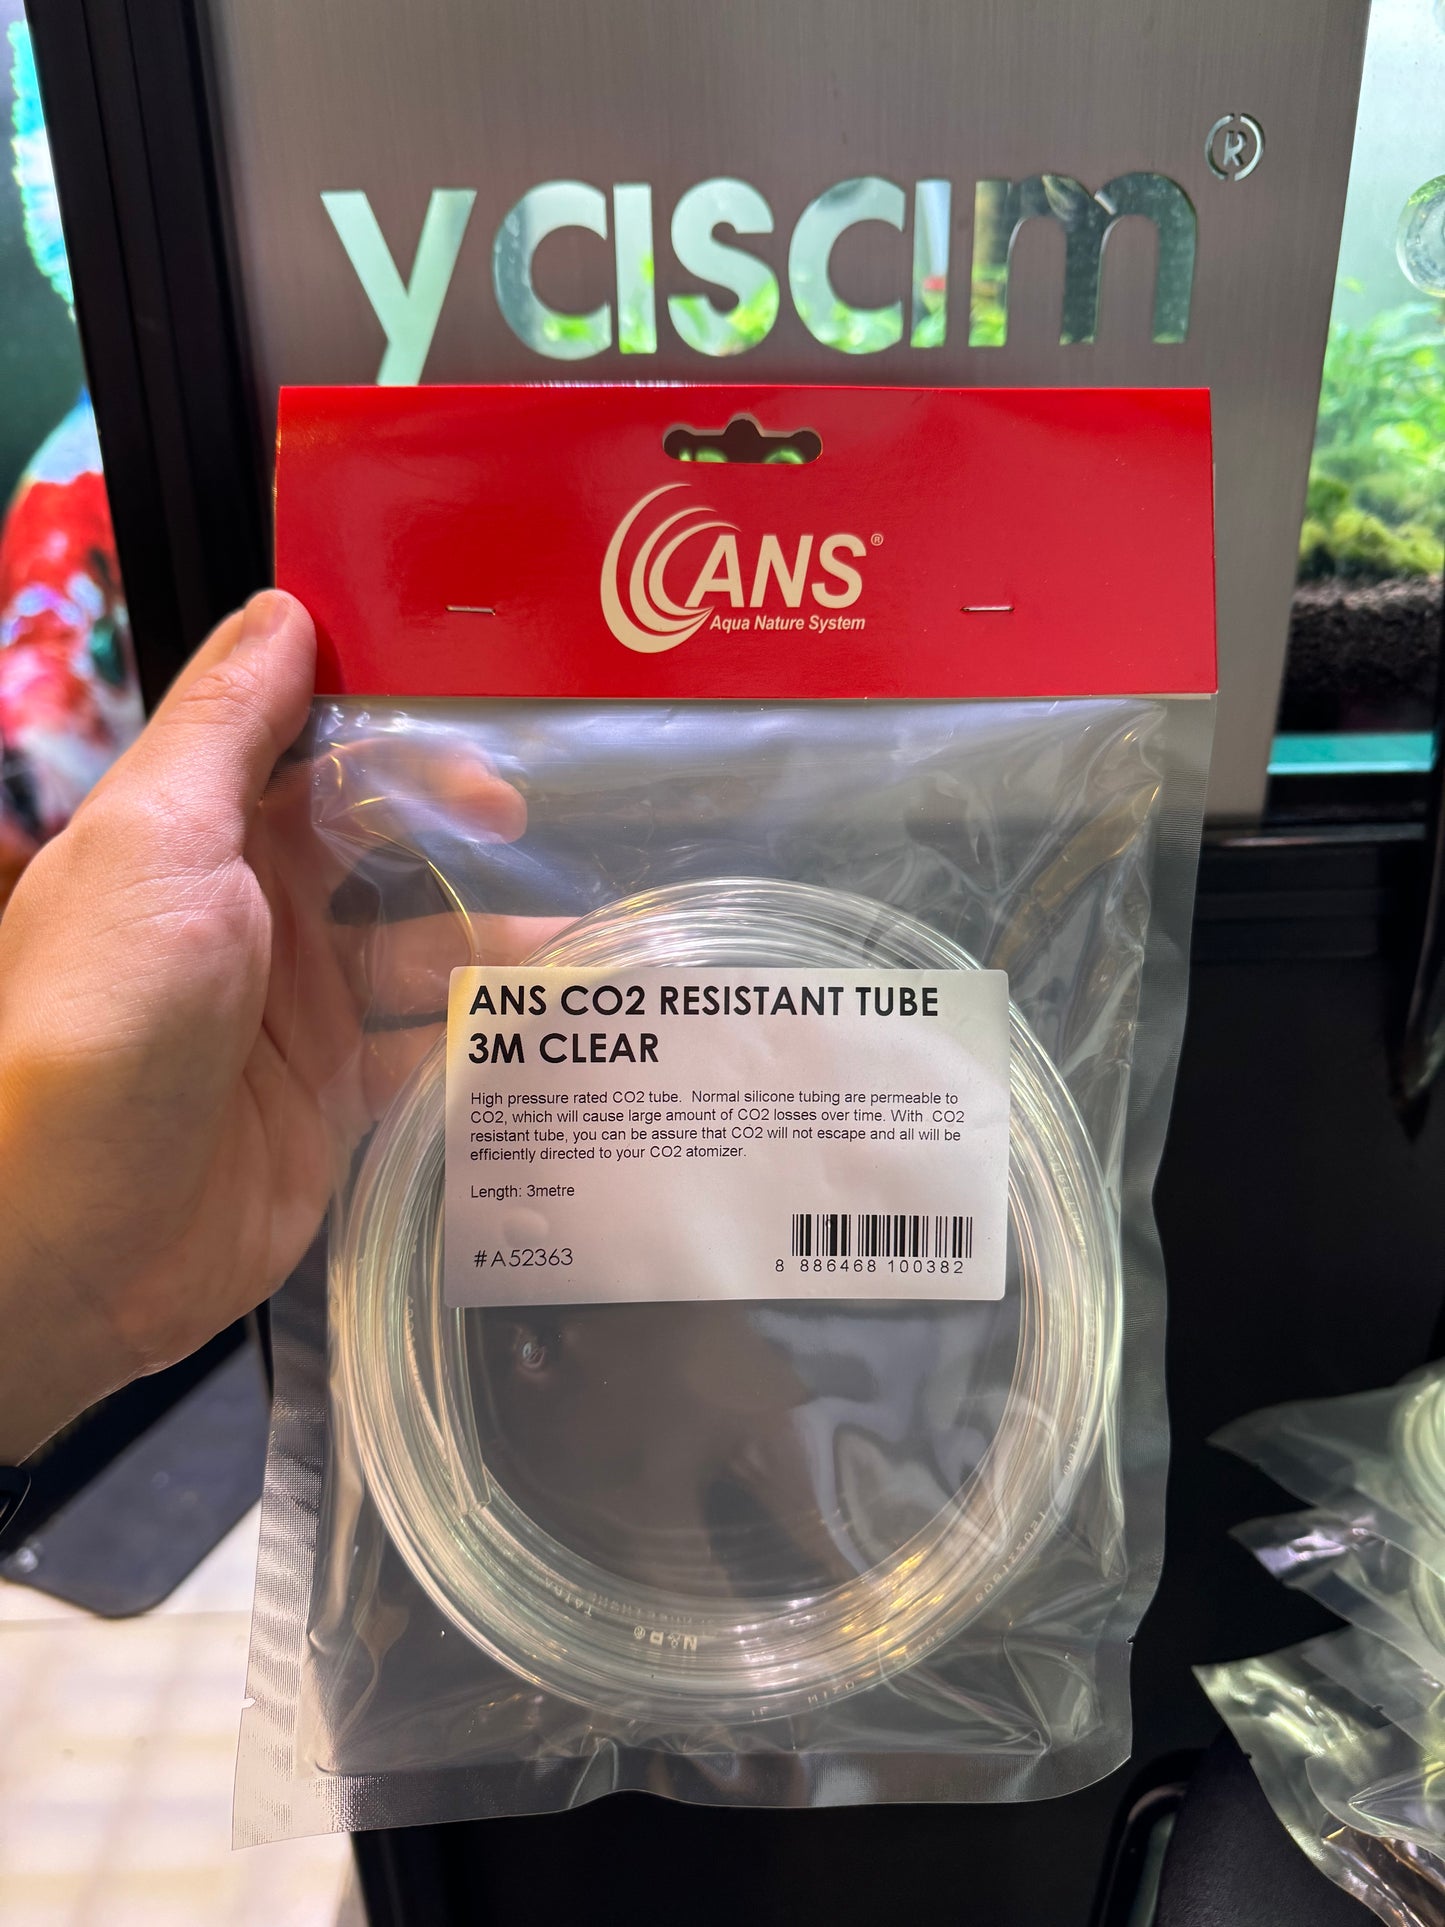 yasam®
ANS®
Aqua Nature System
ANS CO2 RESISTANT TUBE
3M CLEAR
High pressure rated CO2 tube. Normal silicone tubing are permeable to
CO2, which will cause large amount of CO2 losses over time. With CO2
resistant tube, you can be assure that CO2 will not escape and all will be
efficiently directed to your CO2 atomizer.
Length: 3metre
#A52363
8 886468 100382
N&R®